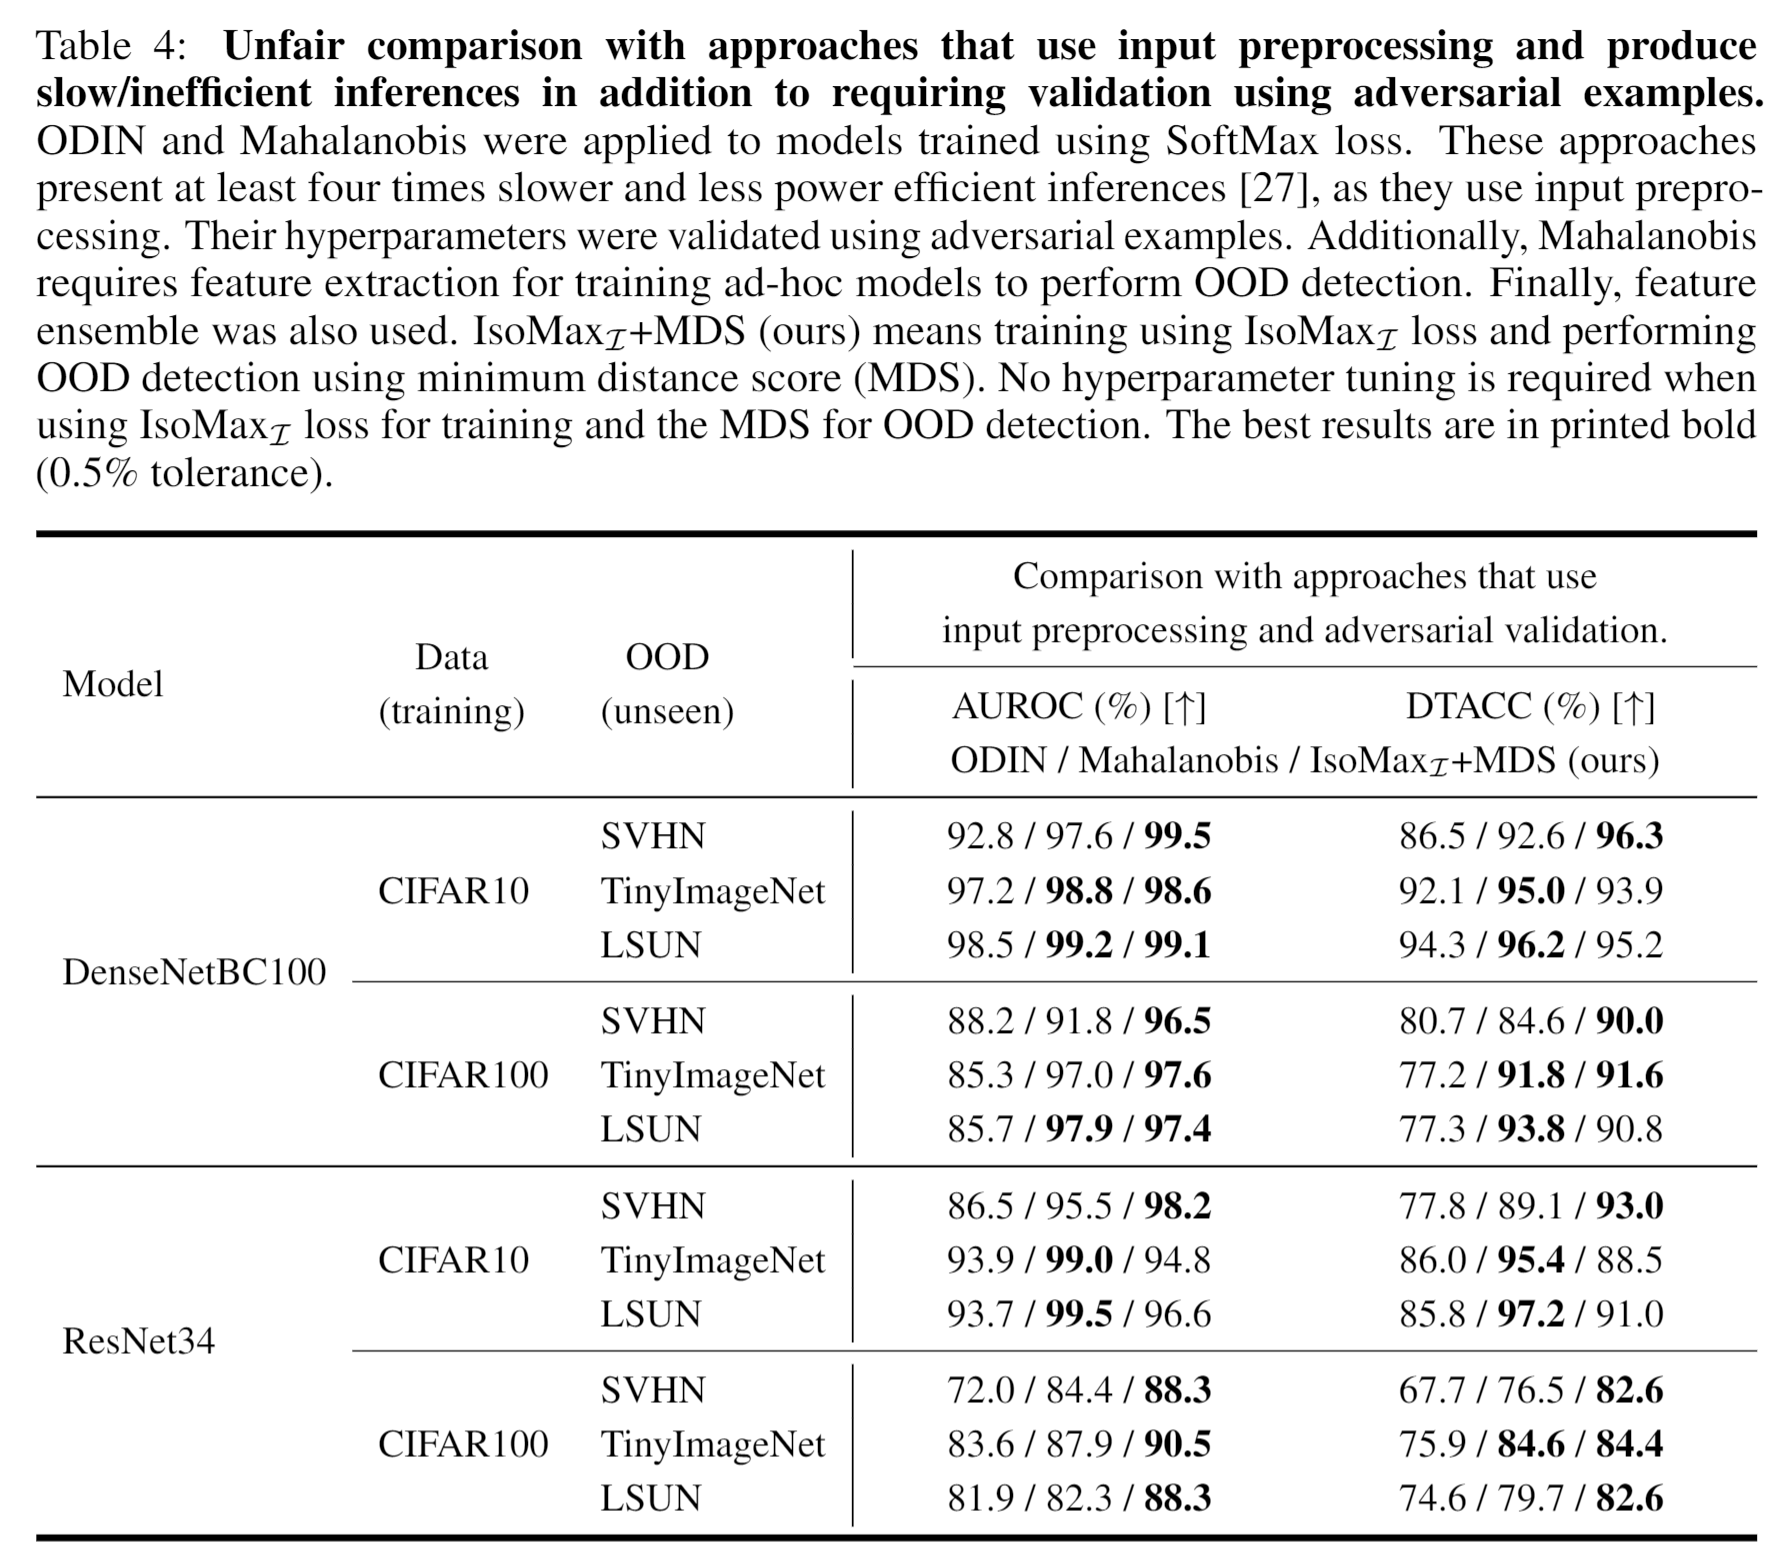 Table 4: Unfair comparison with approaches that use input preprocessing and produce
slow/inefficient inferences in addition to requiring validation using adversarial examples.
ODIN and Mahalanobis were applied to models trained using SoftMax loss. These approaches
present at least four times slower and less power efficient inferences [27], as they use input prepro-
cessing. Their hyperparameters were validated using adversarial examples. Additionally, Mahalanobis
requires feature extraction for training ad-hoc models to perform OOD detection. Finally, feature
ensemble was also used. IsoMax𝓘+MDS (ours) means training using IsoMax𝓘 loss and performing
OOD detection using minimum distance score (MDS). No hyperparameter tuning is required when
using IsoMax𝓘 loss for training and the MDS for OOD detection. The best results are in printed bold
(0.5% tolerance).
Model
Data
(training)
OOD
(unseen)
Comparison with approaches that use
input preprocessing and adversarial validation.
AUROC (%) [↑] DTACC (%) [↑]
ODIN / Mahalanobis / IsoMax𝓘+MDS (ours)
DenseNetBC100
CIFAR10
SVHN 92.8 / 97.6 / 99.5 86.5 / 92.6 / 96.3
TinyImageNet 97.2 / 98.8 / 98.6 92.1 / 95.0 / 93.9
LSUN 98.5 / 99.2 / 99.1 94.3 / 96.2 / 95.2
CIFAR100
SVHN 88.2 / 91.8 / 96.5 80.7 / 84.6 / 90.0
TinyImageNet 85.3 / 97.0 / 97.6 77.2 / 91.8 / 91.6
LSUN 85.7 / 97.9 / 97.4 77.3 / 93.8 / 90.8
ResNet34
CIFAR10
SVHN 86.5 / 95.5 / 98.2 77.8 / 89.1 / 93.0
TinyImageNet 93.9 / 99.0 / 94.8 86.0 / 95.4 / 88.5
LSUN 93.7 / 99.5 / 96.6 85.8 / 97.2 / 91.0
CIFAR100
SVHN 72.0 / 84.4 / 88.3 67.7 / 76.5 / 82.6
TinyImageNet 83.6 / 87.9 / 90.5 75.9 / 84.6 / 84.4
LSUN 81.9 / 82.3 / 88.3 74.6 / 79.7 / 82.6